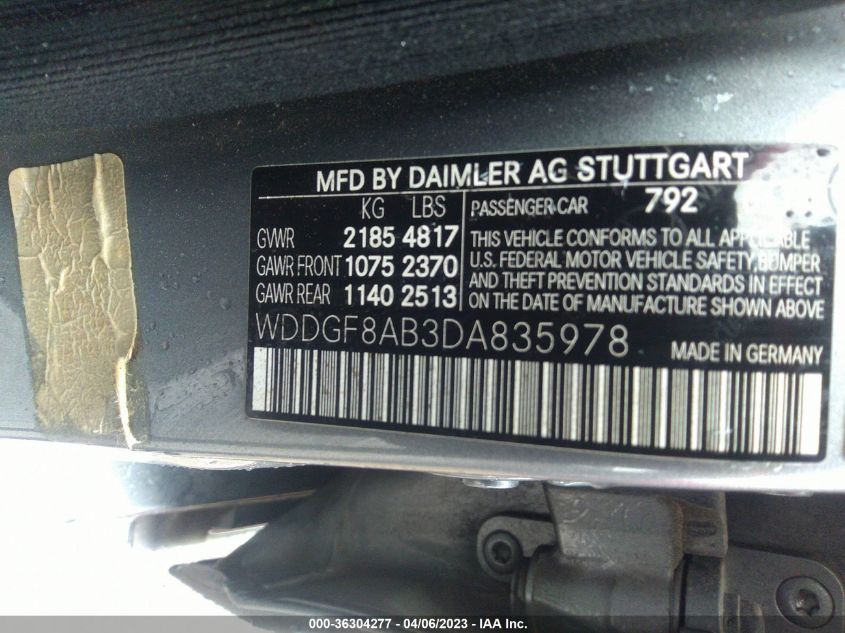 MFD BY DAIMLER AG STUTTGART
KG LBS
GVWR 2185 4817
GAWR FRONT 1075 2370
GAWR REAR 1140 2513
PASSENGER CAR 792
THIS VEHICLE CONFORMS TO ALL APPLICABLE
U.S. FEDERAL MOTOR VEHICLE SAFETY, BUMPER
AND THEFT PREVENTION STANDARDS IN EFFECT
ON THE DATE OF MANUFACTURE SHOWN ABOVE
WDDGF8AB3DA835978
MADE IN GERMANY
000-36304277 - 04/06/2023 - IAA Inc.